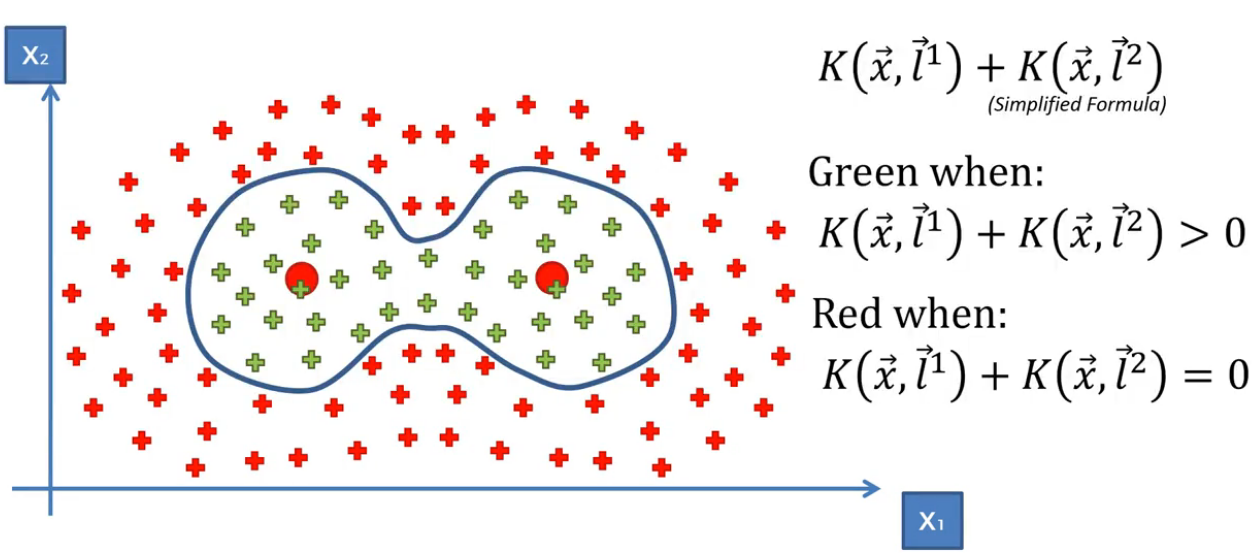 X₂
K(x⃗, l⃗¹) + K(x⃗, l⃗²)
(Simplified Formula)
Green when:
K(x⃗, l⃗¹) + K(x⃗, l⃗²) > 0
Red when:
K(x⃗, l⃗¹) + K(x⃗, l⃗²) = 0
X₁